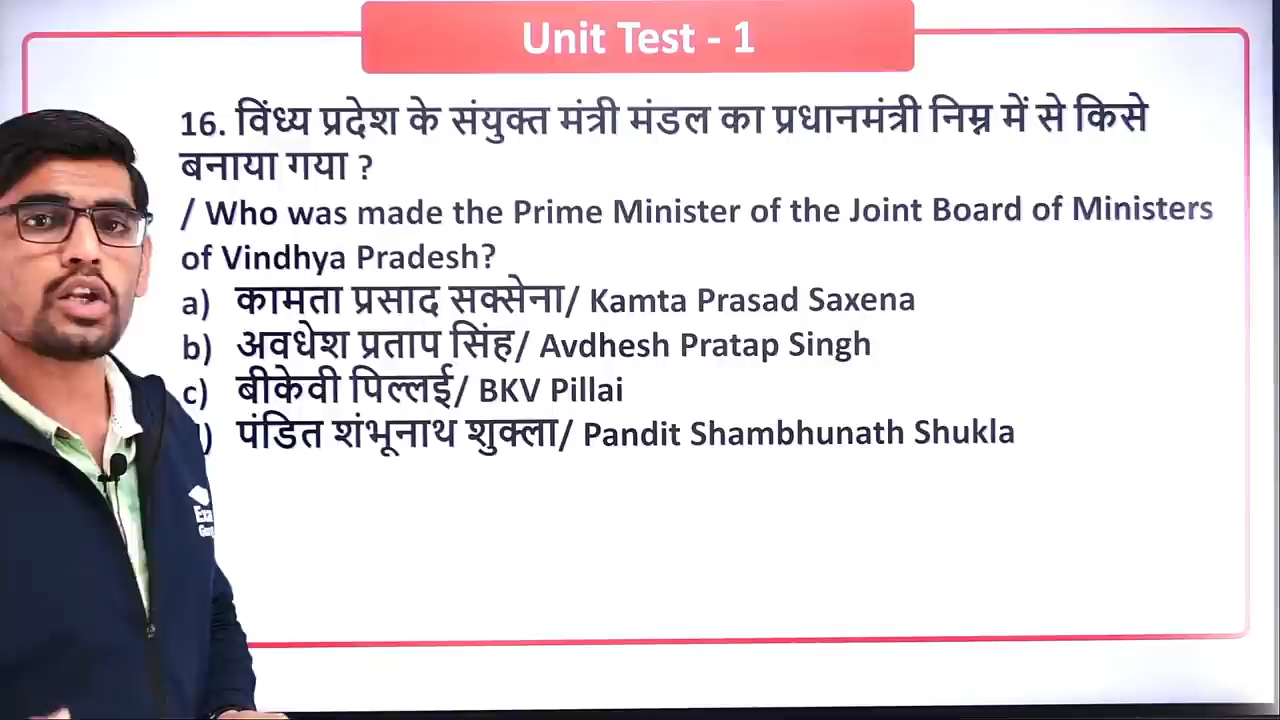 Unit Test - 1
16. विंध्य प्रदेश के संयुक्त मंत्री मंडल का प्रधानमंत्री निम्न में से किसे
बनाया गया ?
/ Who was made the Prime Minister of the Joint Board of Ministers
of Vindhya Pradesh?
a) कामता प्रसाद सक्सेना/ Kamta Prasad Saxena
b) अवधेश प्रताप सिंह/ Avdhesh Pratap Singh
c) बीकेवी पिल्लई/ BKV Pillai
) पंडित शंभूनाथ शुक्ला/ Pandit Shambhunath Shukla